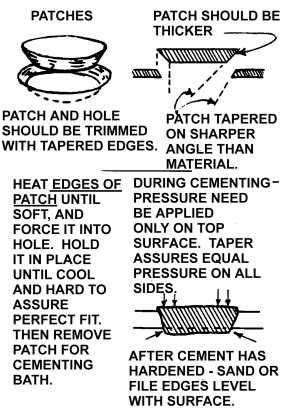 PATCHES
PATCH AND HOLE
SHOULD BE TRIMMED
WITH TAPERED EDGES.
PATCH SHOULD BE
THICKER
PATCH TAPERED
ON SHARPER
ANGLE THAN
MATERIAL.
HEAT EDGES OF
PATCH UNTIL
SOFT, AND
FORCE IT INTO
HOLE. HOLD
IT IN PLACE
UNTIL COOL
AND HARD TO
ASSURE
PERFECT FIT.
THEN REMOVE
PATCH FOR
CEMENTING
BATH.
DURING CEMENTING–
PRESSURE NEED
BE APPLIED
ONLY ON TOP
SURFACE. TAPER
ASSURES EQUAL
PRESSURE ON ALL
SIDES.
AFTER CEMENT HAS
HARDENED - SAND OR
FILE EDGES LEVEL
WITH SURFACE.